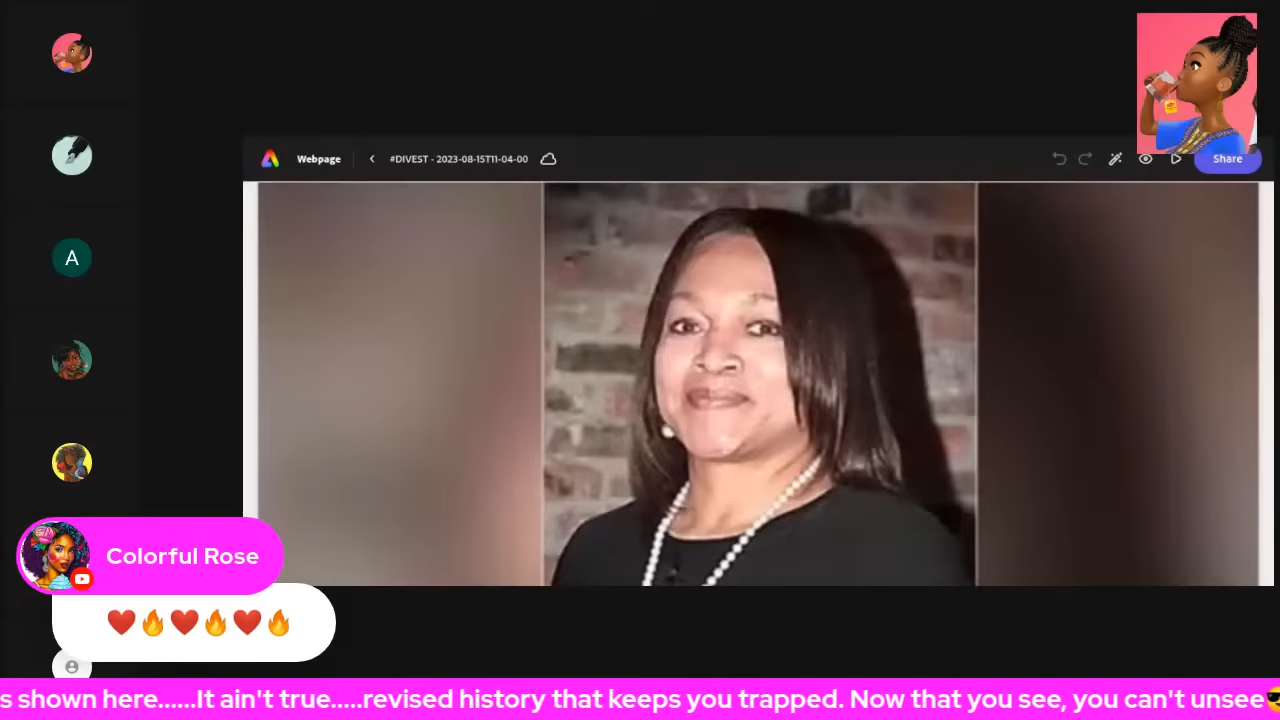 Webpage
#DIVEST - 2023-08-15T11-04-00
Share
A
Colorful Rose
❤️🔥❤️🔥❤️🔥
s shown here......It ain't true.....revised history that keeps you trapped. Now that you see, you can't unsee😎